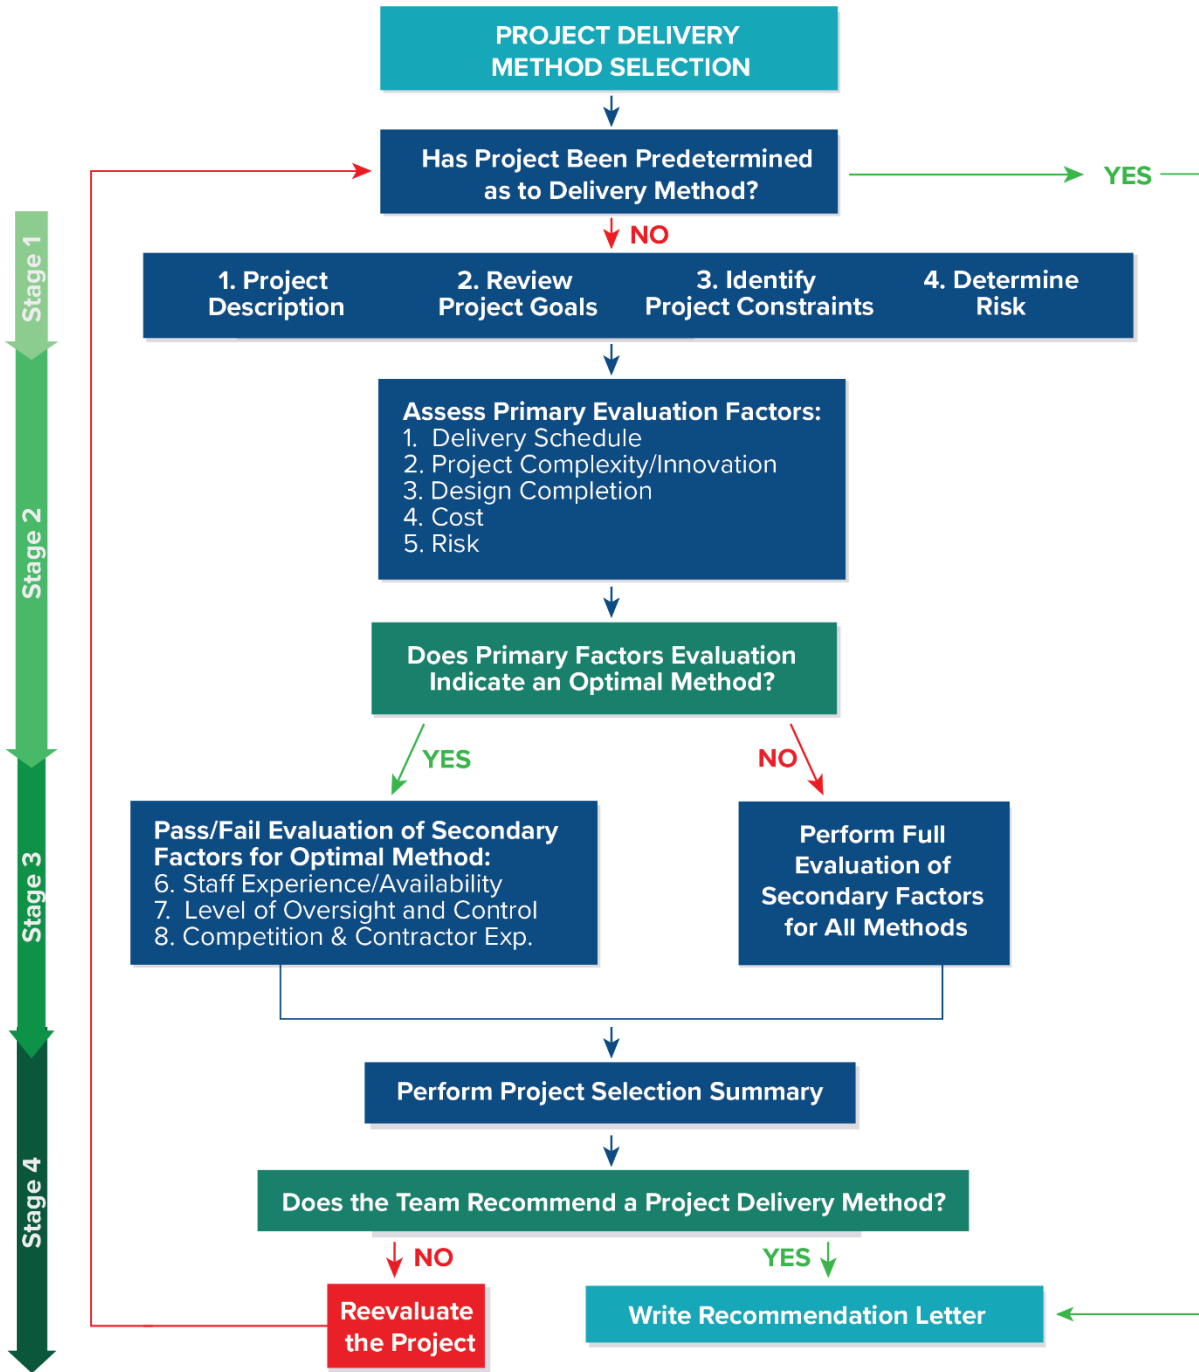 PROJECT DELIVERY
METHOD SELECTION
Has Project Been Predetermined
as to Delivery Method?
YES
NO
Stage 1
1. Project
Description
2. Review
Project Goals
3. Identify
Project Constraints
4. Determine
Risk
Stage 2
Assess Primary Evaluation Factors:
1. Delivery Schedule
2. Project Complexity/Innovation
3. Design Completion
4. Cost
5. Risk
Does Primary Factors Evaluation
Indicate an Optimal Method?
YES
NO
Stage 3
Pass/Fail Evaluation of Secondary
Factors for Optimal Method:
6. Staff Experience/Availability
7. Level of Oversight and Control
8. Competition & Contractor Exp.
Perform Full
Evaluation of
Secondary Factors
for All Methods
Stage 4
Perform Project Selection Summary
Does the Team Recommend a Project Delivery Method?
NO
YES
Reevaluate
the Project
Write Recommendation Letter